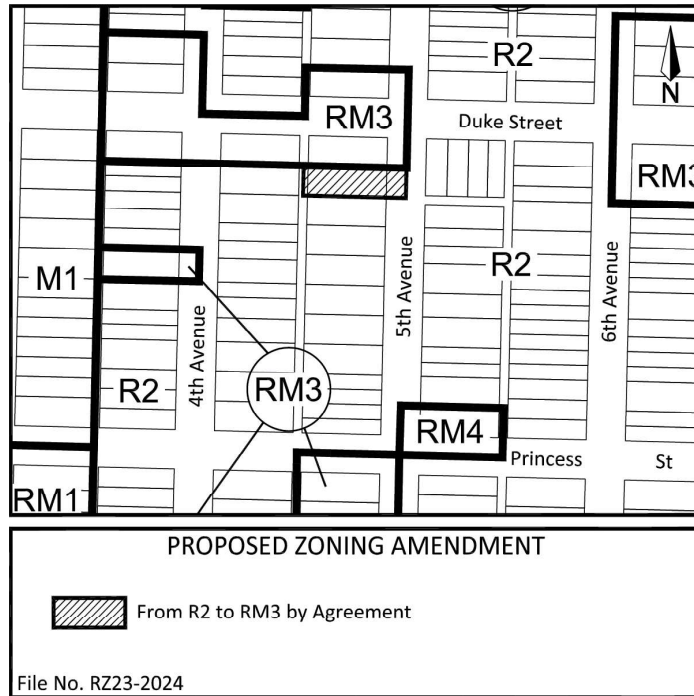 R2
N
RM3
Duke Street
RM3
R2
M1
5th Avenue
6th Avenue
4th Avenue
R2
RM3
RM4
Princess St
RM1
PROPOSED ZONING AMENDMENT
From R2 to RM3 by Agreement
File No. RZ23-2024